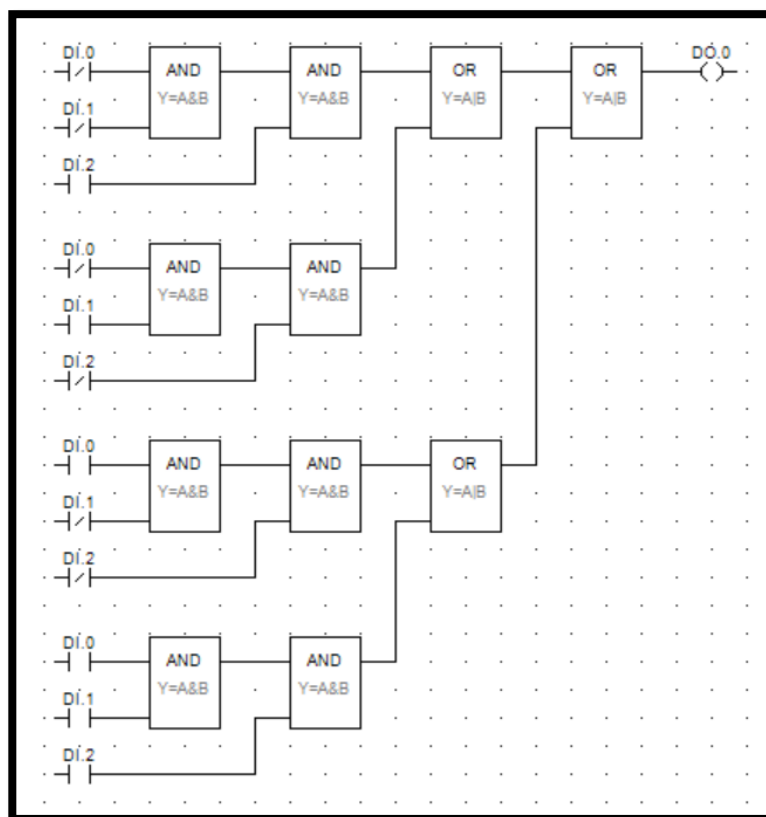 DI.0 AND AND OR OR DO.0
Y=A&B Y=A&B Y=A|B Y=A|B
DI.1
DI.2
DI.0 AND AND
Y=A&B Y=A&B
DI.1
DI.2
DI.0 AND AND OR
Y=A&B Y=A&B Y=A|B
DI.1
DI.2
DI.0 AND AND
Y=A&B Y=A&B
DI.1
DI.2